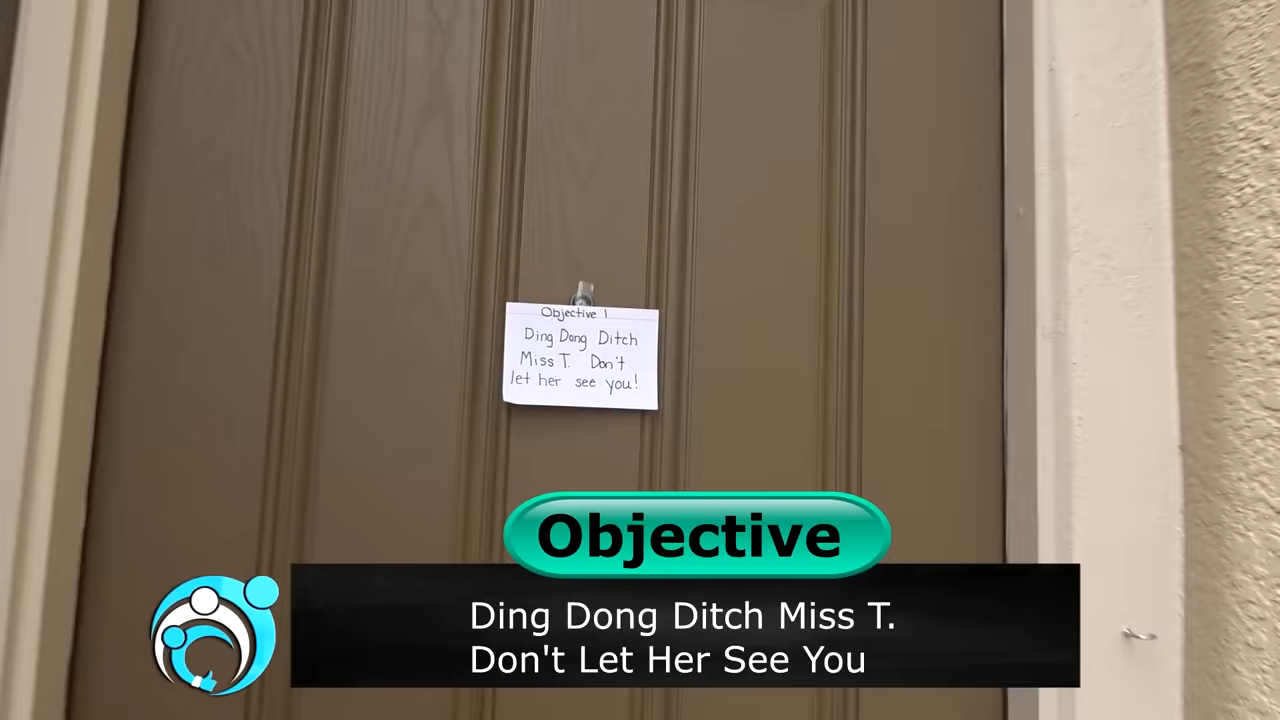 Objective 1
Ding Dong Ditch
Miss T. Don't
let her see you!
Objective
Ding Dong Ditch Miss T.
Don't Let Her See You